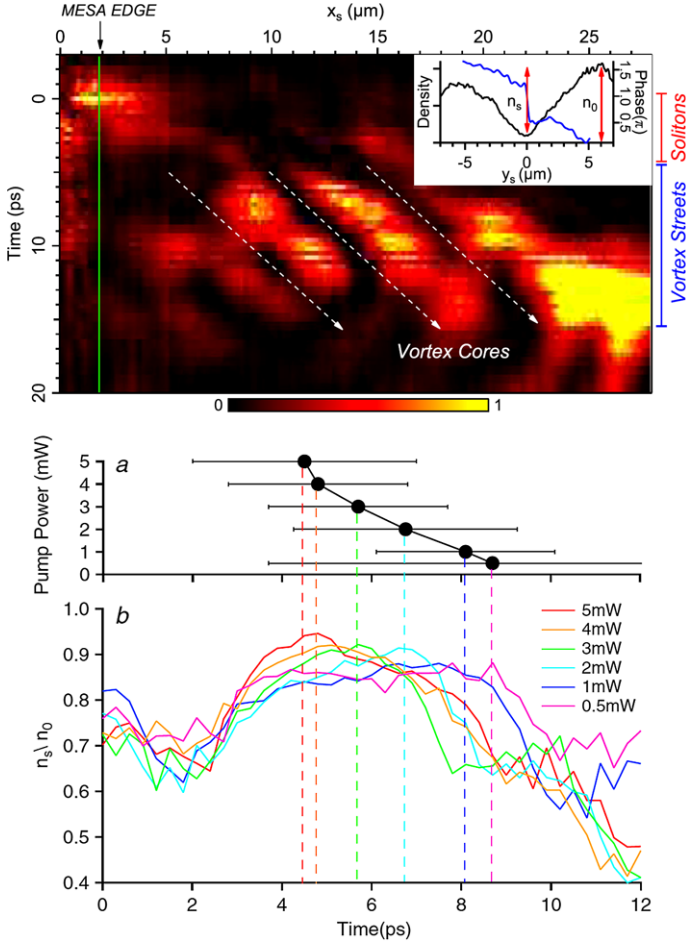 MESA EDGE
xs (μm)
0 5 10 15 20 25
Time (ps)
0
10
20
Density
Phase(π)
ns
n0
1.5
1.0
0.5
-5 0 5
ys (μm)
Solitons
Vortex Streets
Vortex Cores
0 1
a
Pump Power (mW)
5
4
3
2
1
0
b
ns\ n0
1.0
0.9
0.8
0.7
0.6
0.5
0.4
5mW
4mW
3mW
2mW
1mW
0.5mW
0 2 4 6 8 10 12
Time(ps)